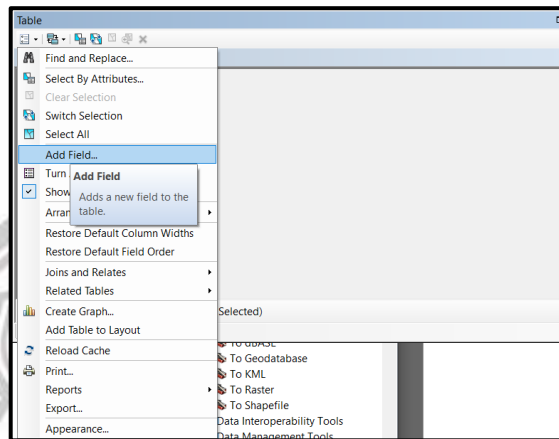 Table
Find and Replace...
Select By Attributes...
Clear Selection
Switch Selection
Select All
Add Field...
Turn
Add Field
Show
Adds a new field to the
table.
Arran
Restore Default Column Widths
Restore Default Field Order
Joins and Relates
Related Tables
Create Graph...
Selected)
Add Table to Layout
To dBASE
Reload Cache
To Geodatabase
Print...
To KML
Reports
To Raster
Export...
To Shapefile
Appearance...
Data Interoperability Tools
Data Management Tools